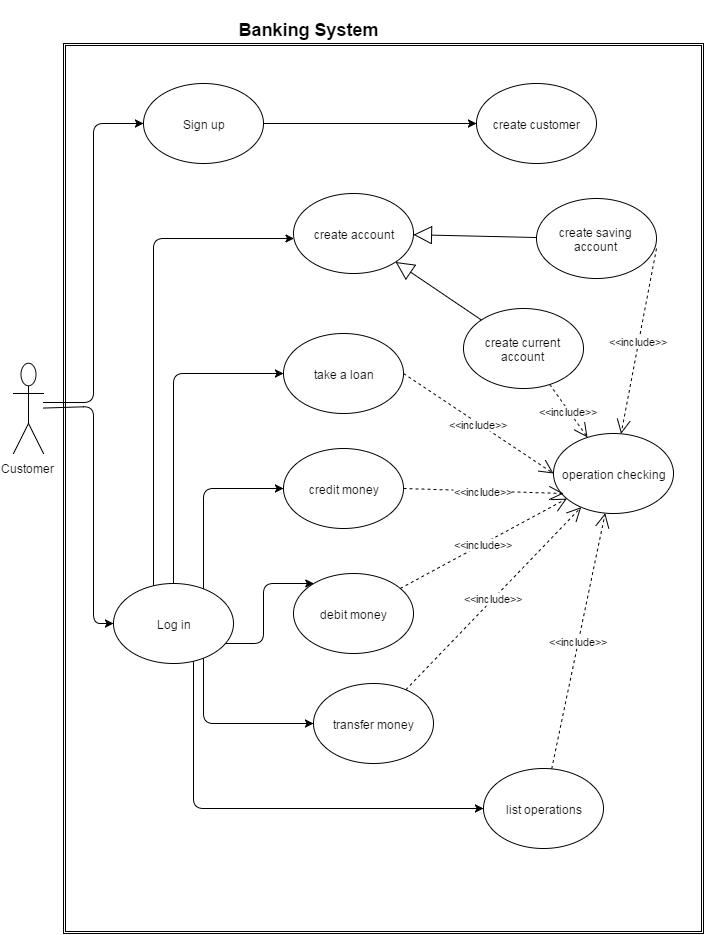 Banking System
Sign up
create customer
create account
create saving
account
create current
account
<<include>>
take a loan
<<include>>
<<include>>
Customer
operation checking
credit money
<<include>>
<<include>>
debit money
<<include>>
Log in
<<include>>
transfer money
list operations